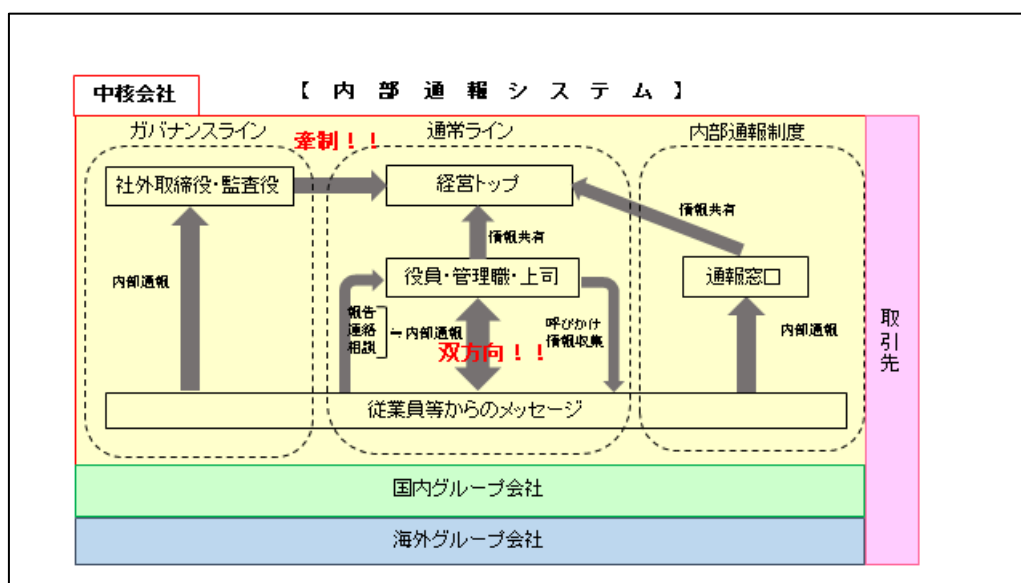 中核会社
【 内 部 通 報 シ ス テ ム 】
ガバナンスライン
通常ライン
内部通報制度
牽制！！
社外取締役・監査役
経営トップ
情報共有
情報共有
内部通報
役員・管理職・上司
通報窓口
報告
連絡
相談
≒内部通報
双方向！！
呼びかけ
情報収集
内部通報
取引先
従業員等からのメッセージ
国内グループ会社
海外グループ会社